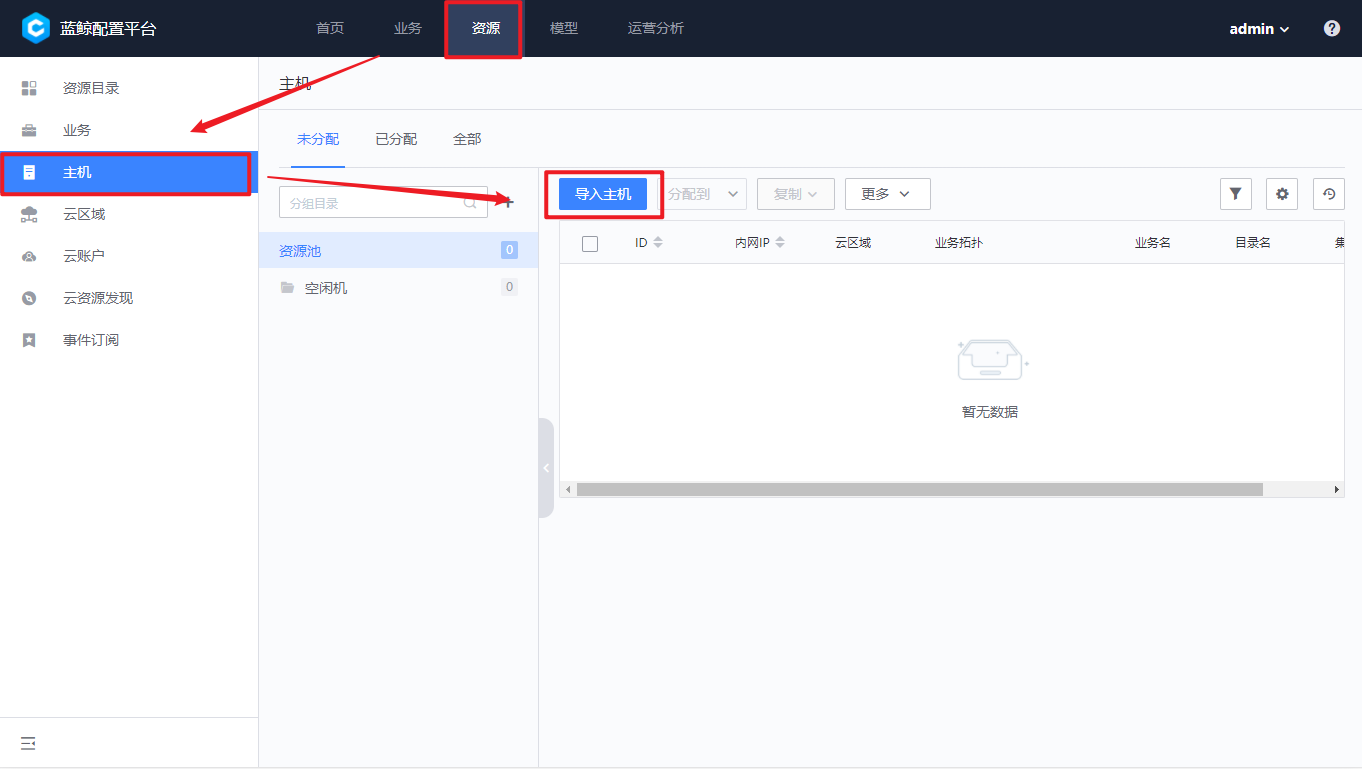 蓝鲸配置平台
首页
业务
资源
模型
运营分析
admin
资源目录
业务
主机
云区域
云账户
云资源发现
事件订阅
主机
未分配
已分配
全部
分组目录
资源池
0
空闲机
0
导入主机
分配到
复制
更多
ID
内网IP
云区域
业务拓扑
业务名
目录名
集
暂无数据